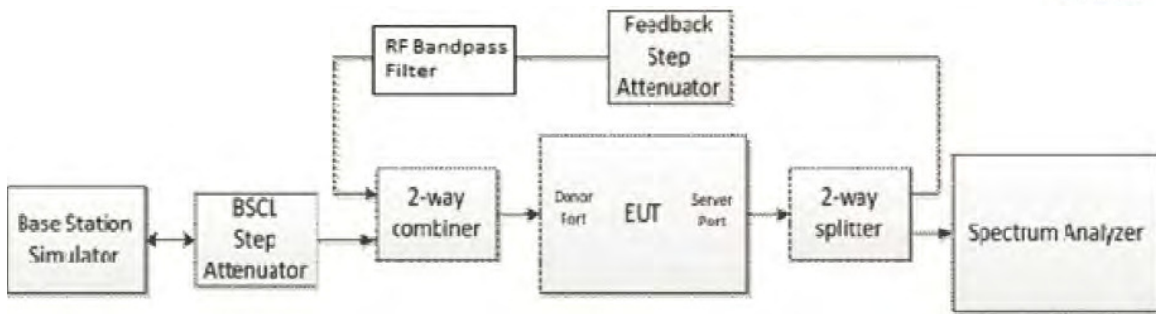 RF Bandpass
Filter
Feedback
Step
Attenuator
Base Station
Simulator
BSCL
Step
Attenuator
2-way
combiner
Donor
Port
EUT
Server
Port
2-way
splitter
Spectrum Analyzer